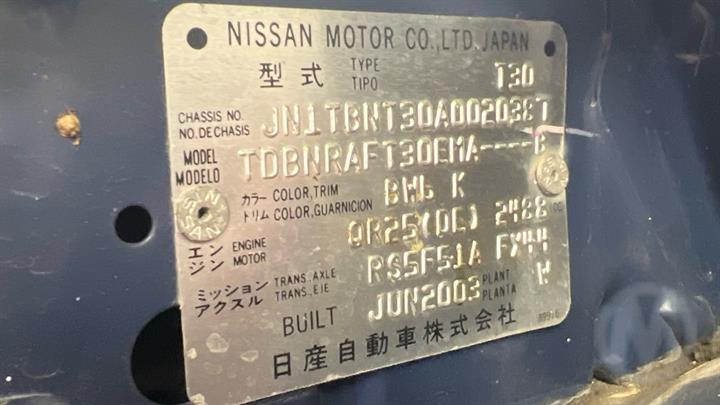 NISSAN MOTOR CO.,LTD. JAPAN
型式 TYPE TIPO T30
CHASSIS NO. NO.DECHASIS JN1TBNT30A0020387
MODEL MODELO TDBNRAFT30EMA----B
カラー COLOR,TRIM
トリム COLOR,GUARNICION BW6 K
エンジン ENGINE MOTOR QR25(DE) 2488 CC
ミッション TRANS.,AXLE
アクスル TRANS.,EJE RS5F51A FX44
BUILT JUN2003 PLANT PLANTA W
日産自動車株式会社
NISSAN